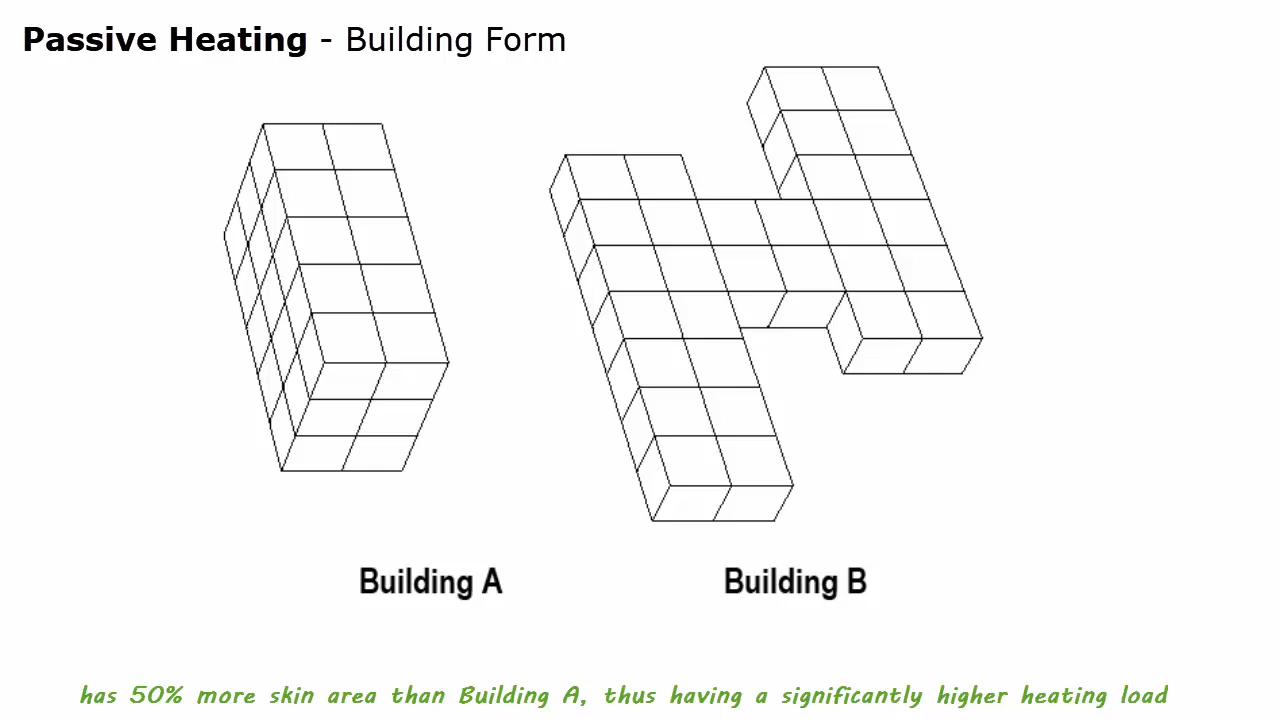 Passive Heating - Building Form
Building A
Building B
has 50% more skin area than Building A, thus having a significantly higher heating load